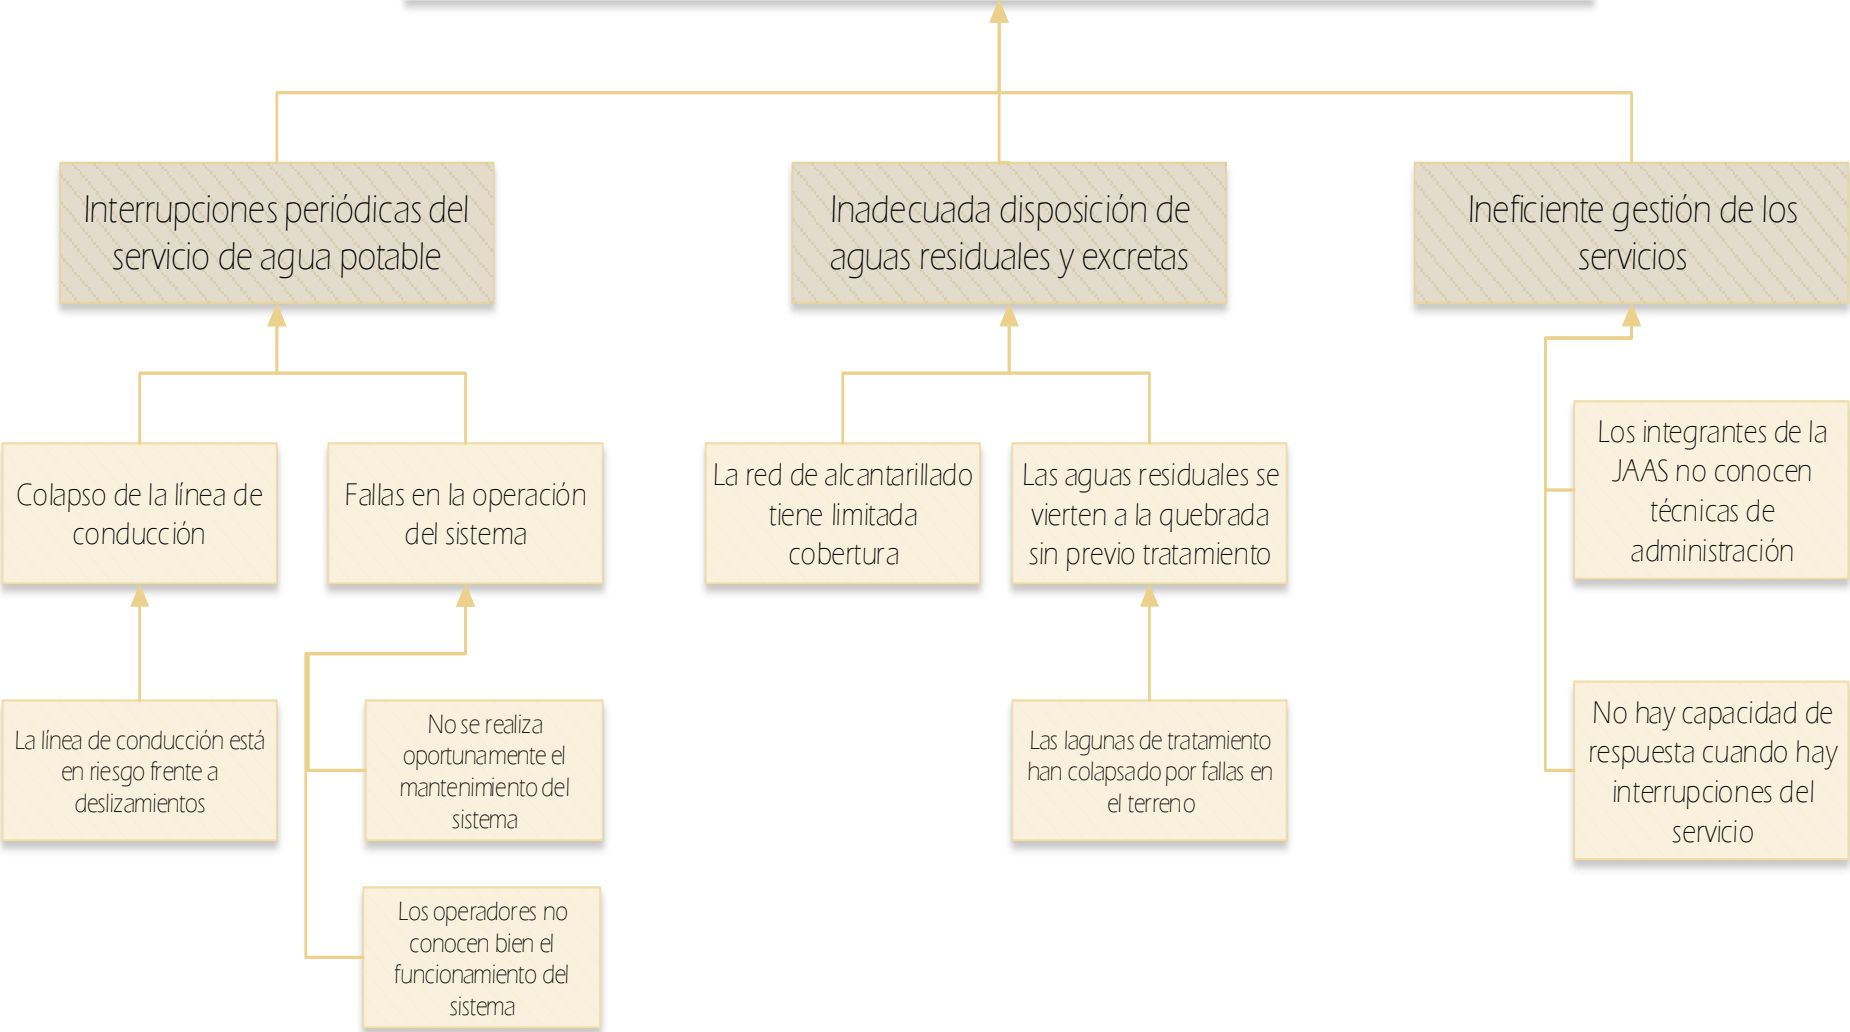 Interrupciones periódicas del
servicio de agua potable
Inadecuada disposición de
aguas residuales y excretas
Ineficiente gestión de los
servicios
Colapso de la línea de
conducción
Fallas en la operación
del sistema
La red de alcantarillado
tiene limitada
cobertura
Las aguas residuales se
vierten a la quebrada
sin previo tratamiento
Los integrantes de la
JAAS no conocen
técnicas de
administración
La línea de conducción está
en riesgo frente a
deslizamientos
No se realiza
oportunamente el
mantenimiento del
sistema
Las lagunas de tratamiento
han colapsado por fallas en
el terreno
No hay capacidad de
respuesta cuando hay
interrupciones del
servicio
Los operadores no
conocen bien el
funcionamiento del
sistema